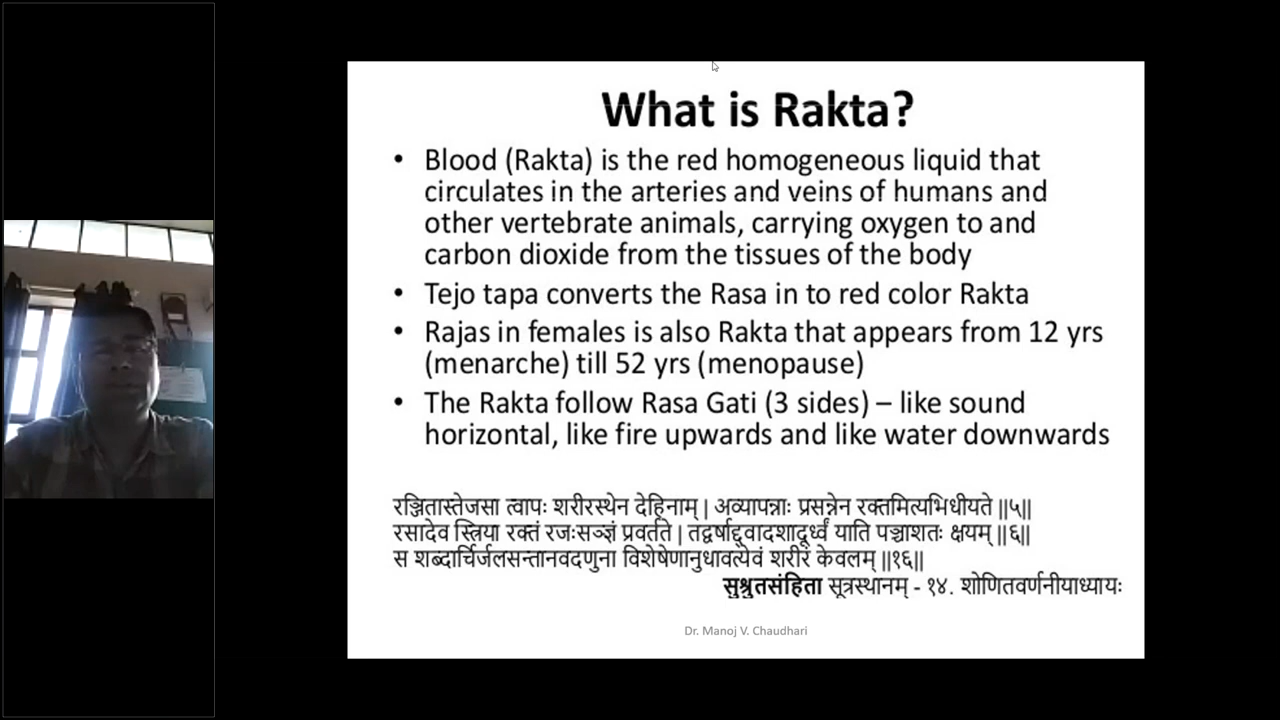 What is Rakta?
• Blood (Rakta) is the red homogeneous liquid that
circulates in the arteries and veins of humans and
other vertebrate animals, carrying oxygen to and
carbon dioxide from the tissues of the body
• Tejo tapa converts the Rasa in to red color Rakta
• Rajas in females is also Rakta that appears from 12 yrs
(menarche) till 52 yrs (menopause)
• The Rakta follow Rasa Gati (3 sides) – like sound
horizontal, like fire upwards and like water downwards
रञ्जितास्तेजसा त्वापः शरीरस्थेन देहिनाम् | अव्यापन्नाः प्रसन्नेन रक्तमित्यभिधीयते ||५||
रसादेव स्त्रिया रक्तं रजःसञ्ज्ञं प्रवर्तते | तद्वर्षाद्द्वादशादूर्ध्वं याति पञ्चाशतः क्षयम् ||६||
स शब्दार्चिर्जलसन्तानवदणुना विशेषेणानुधावत्येवं शरीरं केवलम् ||१६||
सुश्रुतसंहिता सूत्रस्थानम् - १४. शोणितवर्णनीयाध्यायः
Dr. Manoj V. Chaudhari